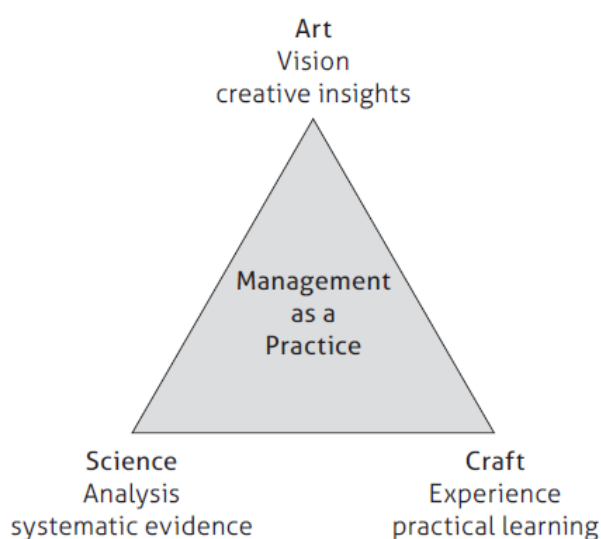 Art
Vision
creative insights
Management
as a
Practice
Science
Analysis
systematic evidence
Craft
Experience
practical learning